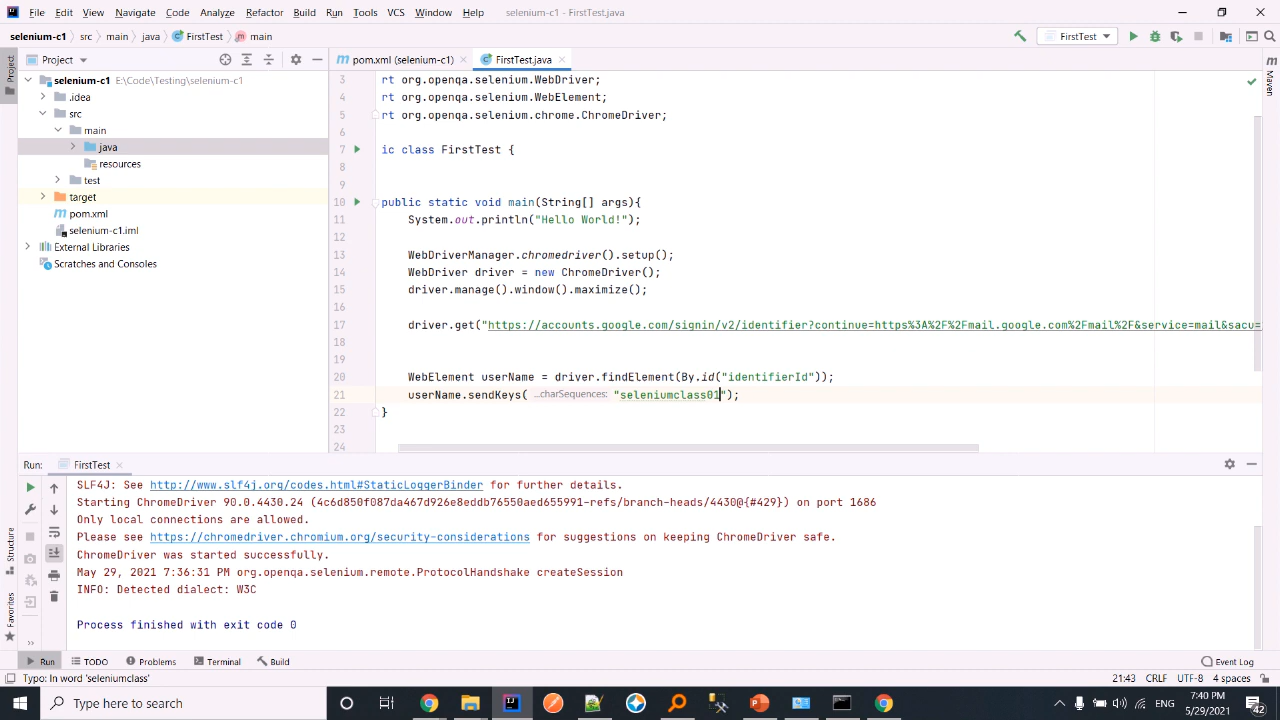 File Edit View Navigate Code Analyze Refactor Build Run Tools VCS Window Help selenium-c1 - FirstTest.java
selenium-c1 > src > main > java > FirstTest > main FirstTest
Project pom.xml (selenium-c1) FirstTest.java
selenium-c1 E:\Code\Testing\selenium-c1
.idea
src
main
java
resources
test
target
pom.xml
selenium-c1.iml
External Libraries
Scratches and Consoles
3 rt org.openqa.selenium.WebDriver;
4 rt org.openqa.selenium.WebElement;
5 rt org.openqa.selenium.chrome.ChromeDriver;
6
7 ic class FirstTest {
8
9
10 public static void main(String[] args){
11 System.out.println("Hello World!");
12
13 WebDriverManager.chromedriver().setup();
14 WebDriver driver = new ChromeDriver();
15 driver.manage().window().maximize();
16
17 driver.get("https://accounts.google.com/signin/v2/identifier?continue=https%3A%2F%2Fmail.google.com%2Fmail%2F&service=mail&sacu=
18
19
20 WebElement userName = driver.findElement(By.id("identifierId"));
21 userName.sendKeys( ...charSequences: "seleniumclass01");
22 }
23
24
Run: FirstTest
SLF4J: See http://www.slf4j.org/codes.html#StaticLoggerBinder for further details.
Starting ChromeDriver 90.0.4430.24 (4c6d850f087da467d926e8eddb76550aed655991-refs/branch-heads/4430@{#429}) on port 1686
Only local connections are allowed.
Please see https://chromedriver.chromium.org/security-considerations for suggestions on keeping ChromeDriver safe.
ChromeDriver was started successfully.
May 29, 2021 7:36:31 PM org.openqa.selenium.remote.ProtocolHandshake createSession
INFO: Detected dialect: W3C
Process finished with exit code 0
Project
Structure
Favorites
Maven
Run TODO Problems Terminal Build Event Log
Typo: In word 'seleniumclass' 21:43 CRLF UTF-8 4 spaces
Type here to search
7:40 PM
5/29/2021
42